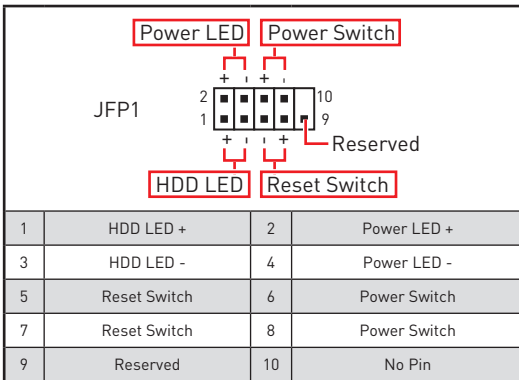 Power LED Power Switch
+ - + -
2 10
JFP1
1 9
+ - - +
Reserved
HDD LED Reset Switch
1 HDD LED + 2 Power LED +
3 HDD LED - 4 Power LED -
5 Reset Switch 6 Power Switch
7 Reset Switch 8 Power Switch
9 Reserved 10 No Pin